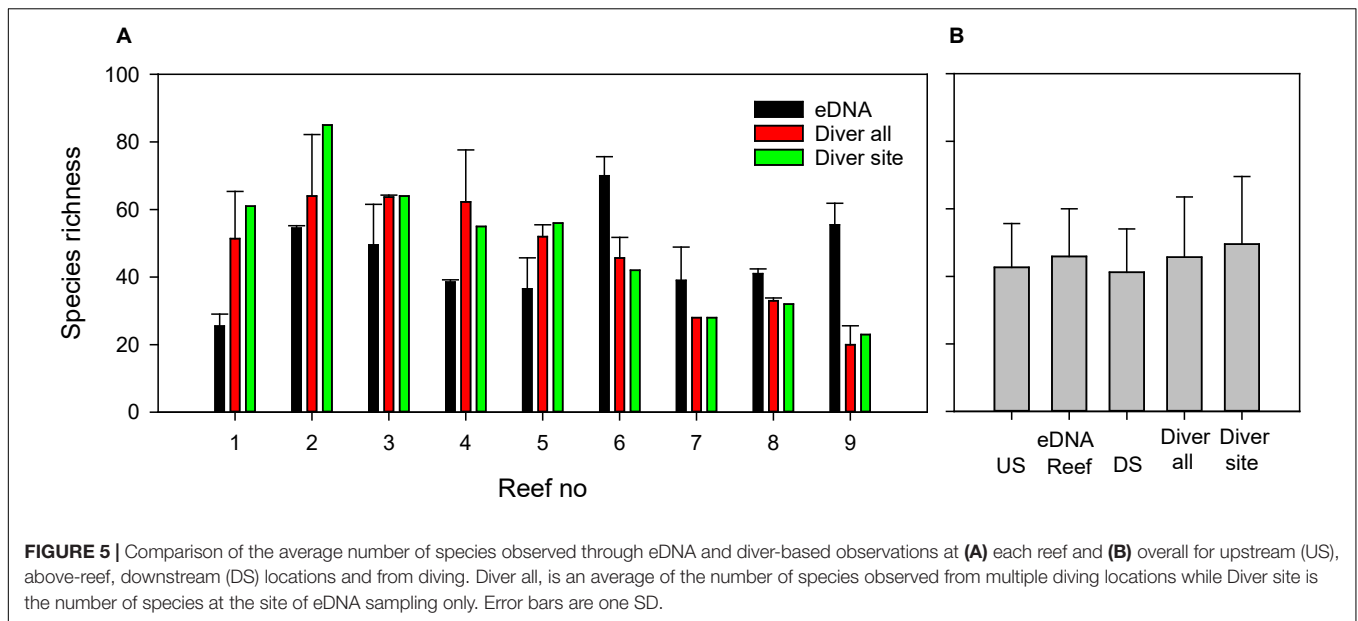 A
B
100
80
60
40
20
0
Species richness
eDNA
Diver all
Diver site
1 2 3 4 5 6 7 8 9
Reef no
US
eDNA
Reef
DS
Diver
all
Diver
site
FIGURE 5 | Comparison of the average number of species observed through eDNA and diver-based observations at (A) each reef and (B) overall for upstream (US),
above-reef, downstream (DS) locations and from diving. Diver all, is an average of the number of species observed from multiple diving locations while Diver site is
the number of species at the site of eDNA sampling only. Error bars are one SD.